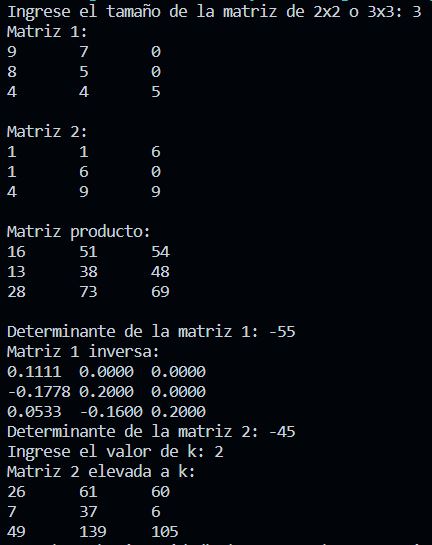 Ingrese el tamaño de la matriz de 2x2 o 3x3: 3
Matriz 1:
9 7 0
8 5 0
4 4 5
Matriz 2:
1 1 6
1 6 0
4 9 9
Matriz producto:
16 51 54
13 38 48
28 73 69
Determinante de la matriz 1: -55
Matriz 1 inversa:
0.1111 0.0000 0.0000
-0.1778 0.2000 0.0000
0.0533 -0.1600 0.2000
Determinante de la matriz 2: -45
Ingrese el valor de k: 2
Matriz 2 elevada a k:
26 61 60
7 37 6
49 139 105